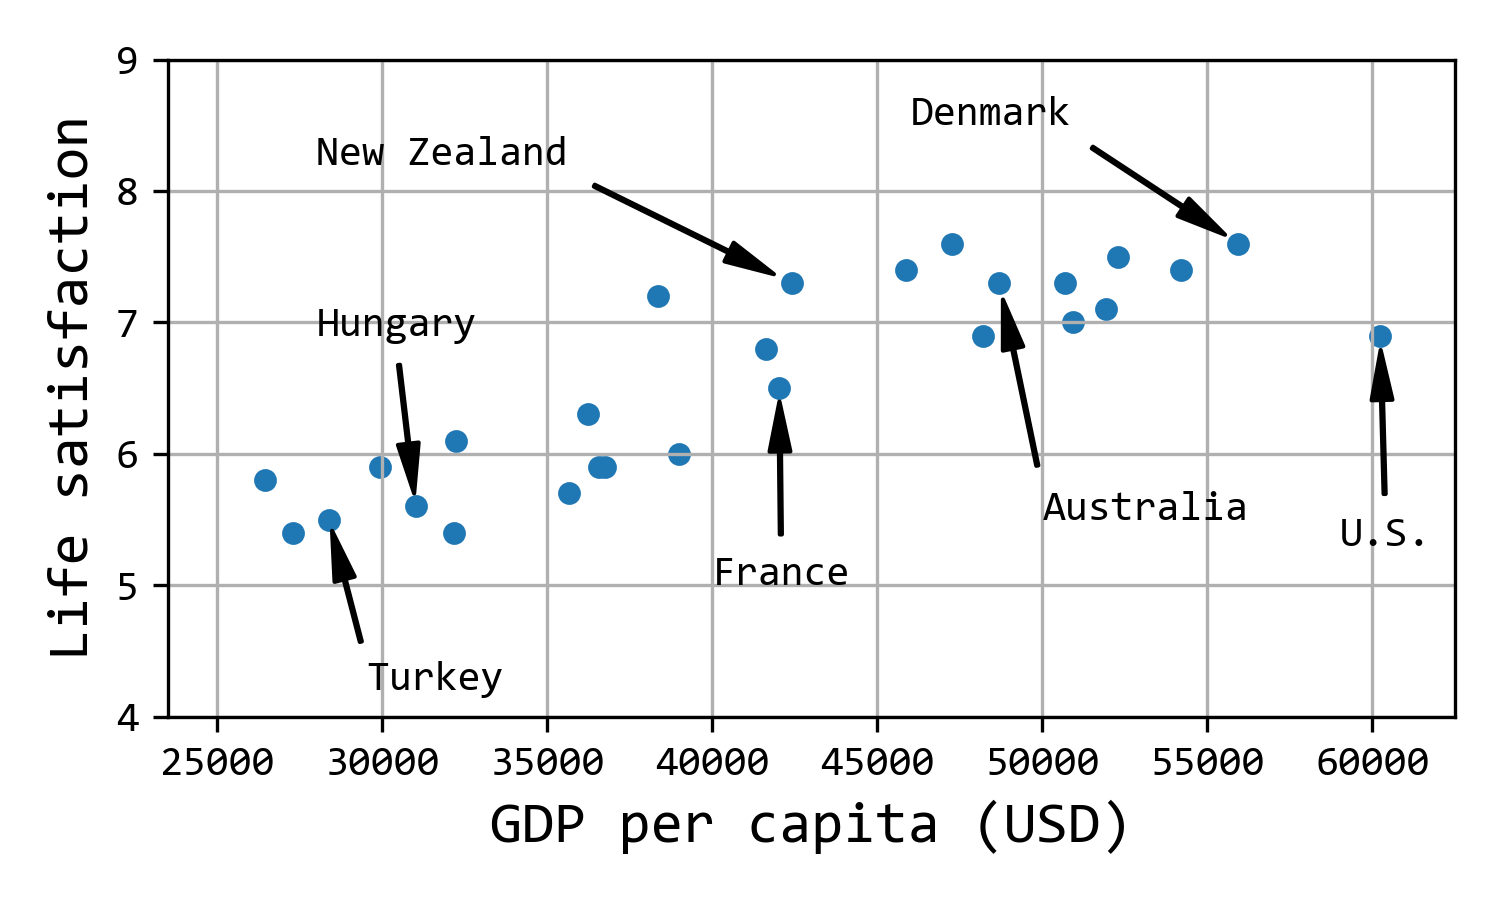 9
Denmark
New Zealand
8
Hungary
7
6
Australia
U.S.
France
5
Turkey
4
25000 30000 35000 40000 45000 50000 55000 60000
GDP per capita (USD)
Life satisfaction